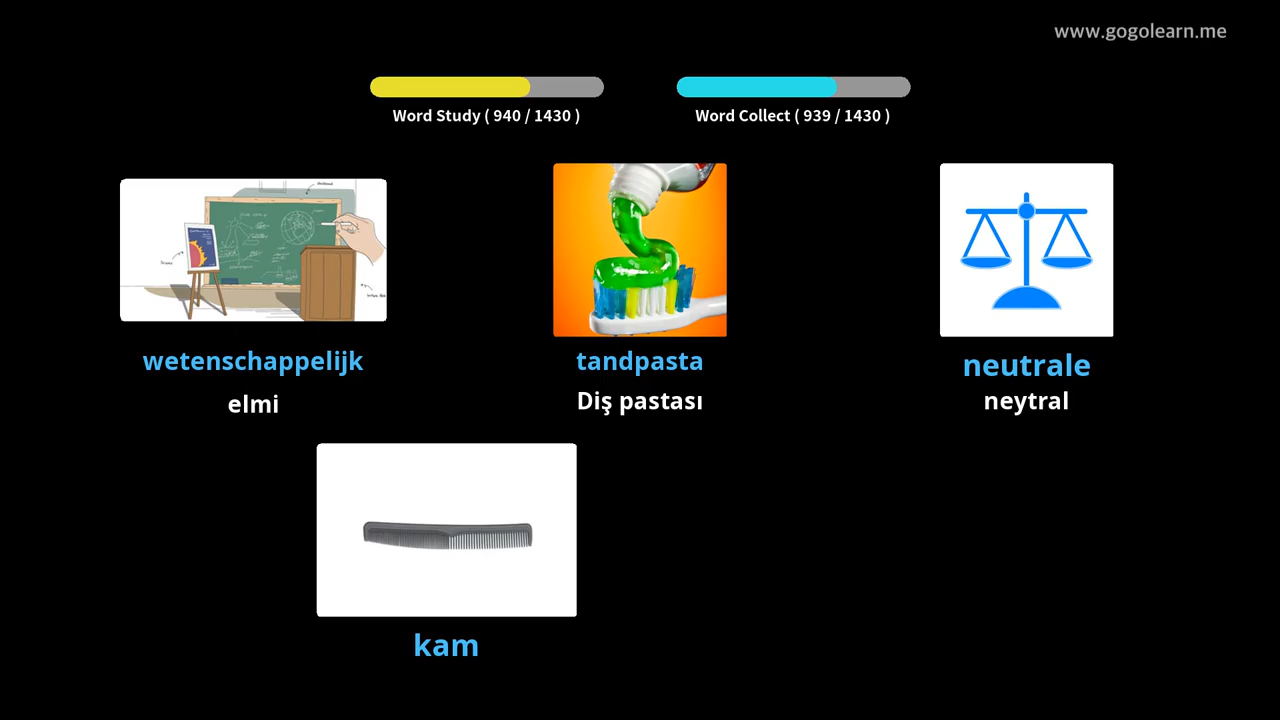 www.gogolearn.me
Word Study ( 940 / 1430 )
Word Collect ( 939 / 1430 )
wetenschappelijk
tandpasta
neutrale
elmi
Diş pastası
neytral
kam